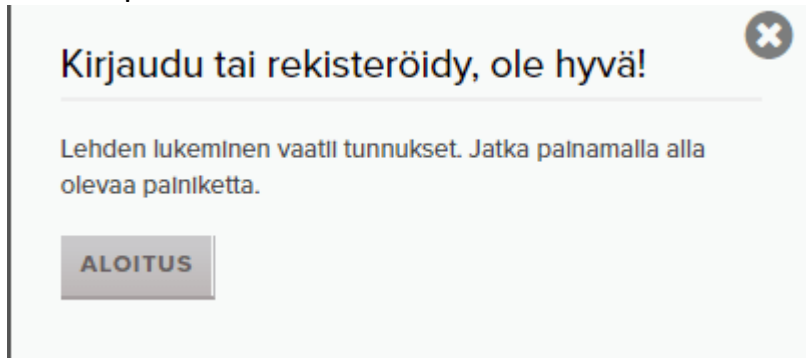 Kirjaudu tai rekisteröidy, ole hyvä!
Lehden lukeminen vaatii tunnukset. Jatka painamalla alla
olevaa painiketta.
ALOITUS